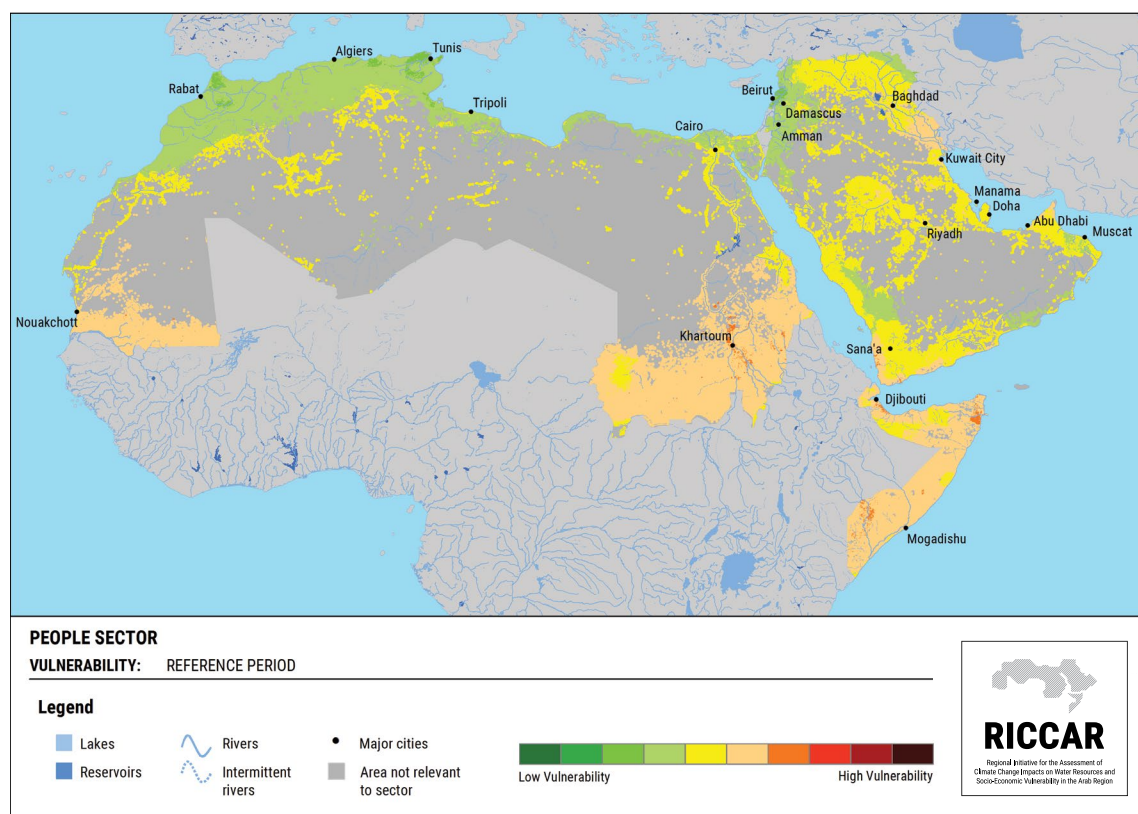 Algiers
Tunis
Rabat
Tripoli
Beirut
Damascus
Amman
Baghdad
Cairo
Kuwait City
Manama
Doha
Abu Dhabi
Muscat
Riyadh
Nouakchott
Khartoum
Sana'a
Djibouti
Mogadishu
PEOPLE SECTOR
VULNERABILITY: REFERENCE PERIOD
Legend
Lakes
Reservoirs
Rivers
Intermittent
rivers
Major cities
Area not relevant
to sector
Low Vulnerability
High Vulnerability
RICCAR
Regional Initiative for the Assessment of
Climate Change Impacts on Water Resources and
Socio-Economic Vulnerability in the Arab Region